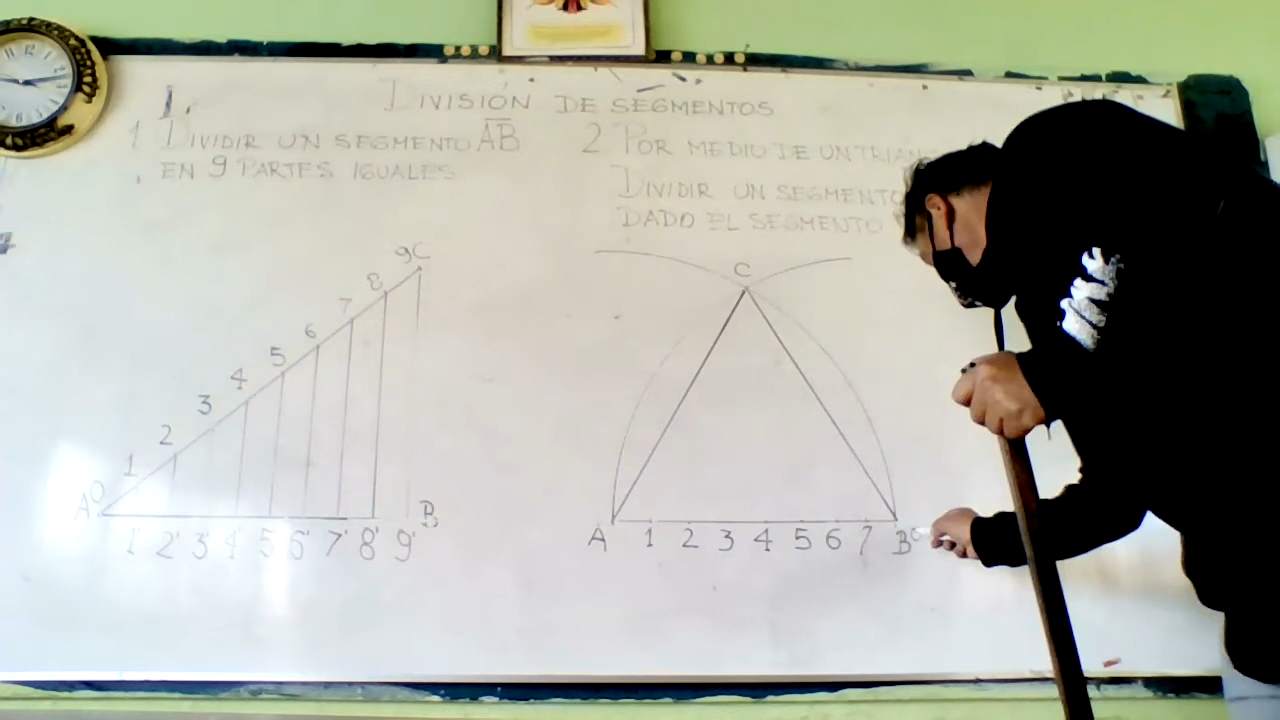 I.
DIVISIÓN DE SEGMENTOS
1 DIVIDIR UN SEGMENTO AB
EN 9 PARTES IGUALES
2. POR MEDIO DE UN
DIVIDIR UN SEGMENTO
DADO EL SEGMENTO
9C
8
7
6
5
4
3
2
1
A O
B
1' 2' 3' 4' 5' 6' 7' 8' 9'
C
A 1 2 3 4 5 6 7 B